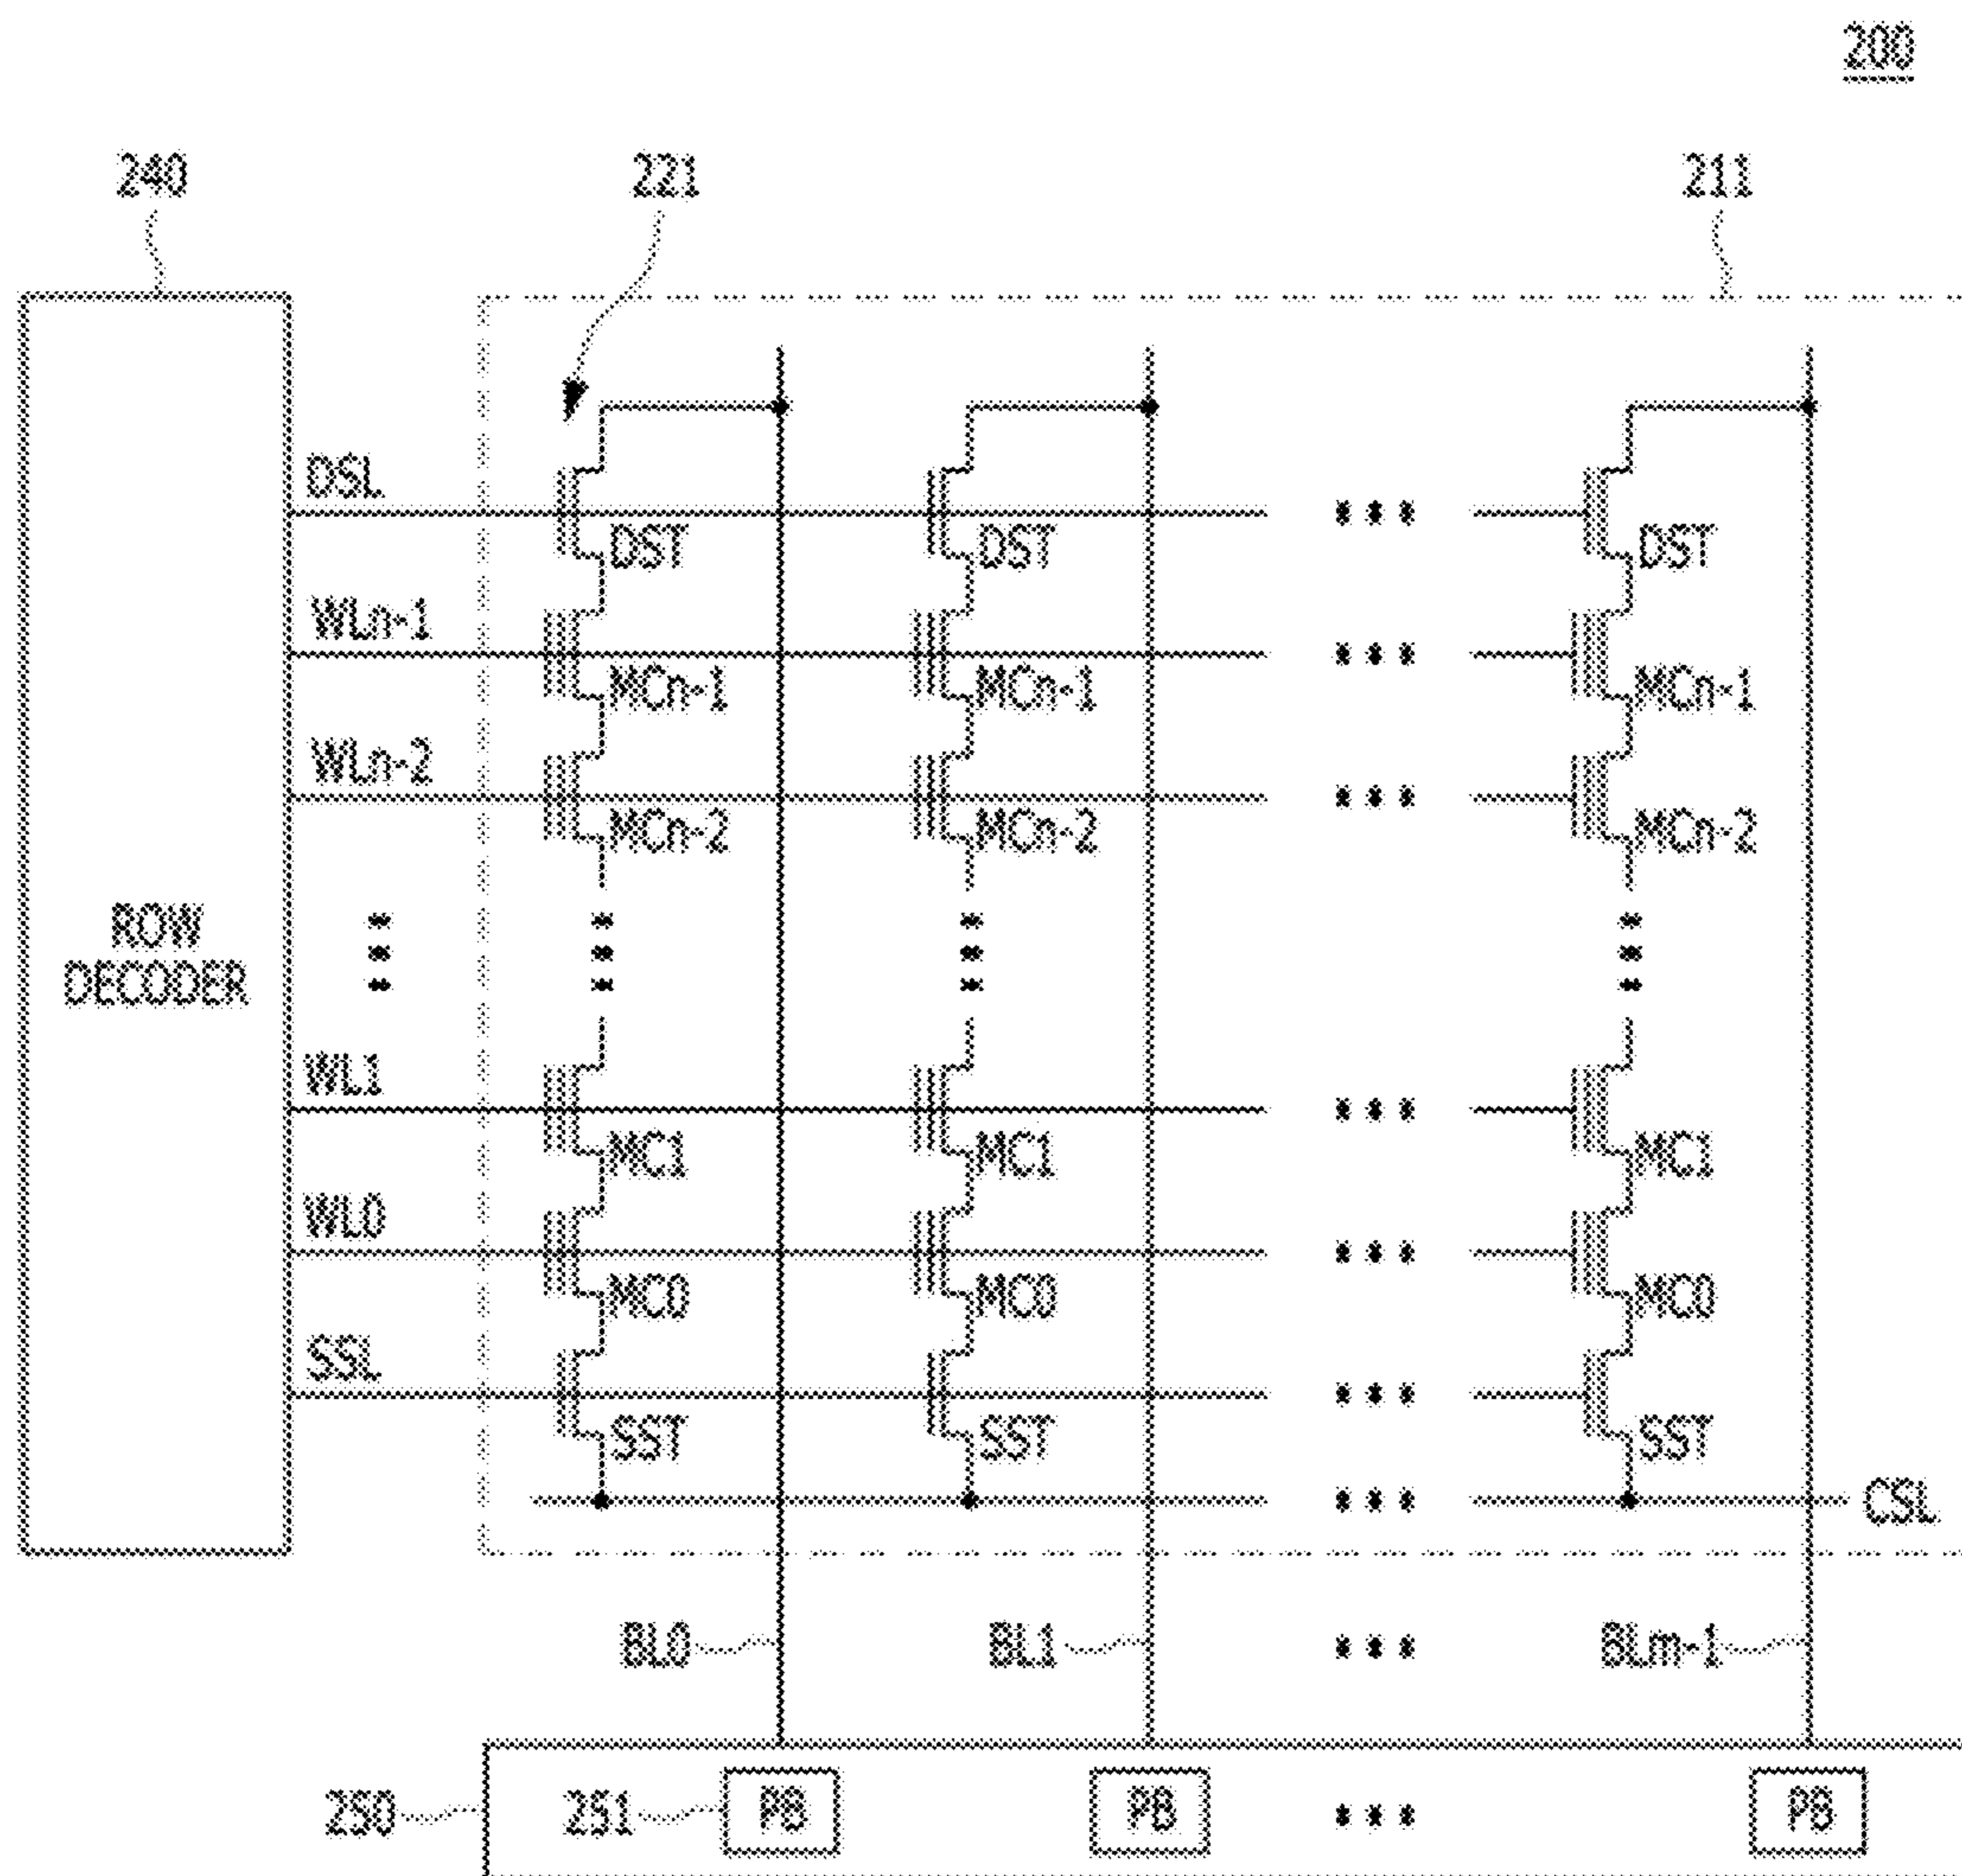 200
240 221 211
DSL
DST DST DST
WLn-1
MCn-1 MCn-1 MCn-1
WLn-2
MCn-2 MCn-2 MCn-2
ROW
DECODER
WL1
MC1 MC1 MC1
WL0
MC0 MC0 MC0
SSL
SST SST SST
CSL
BL0 BL1 BLm-1
250 251 PB PB PB